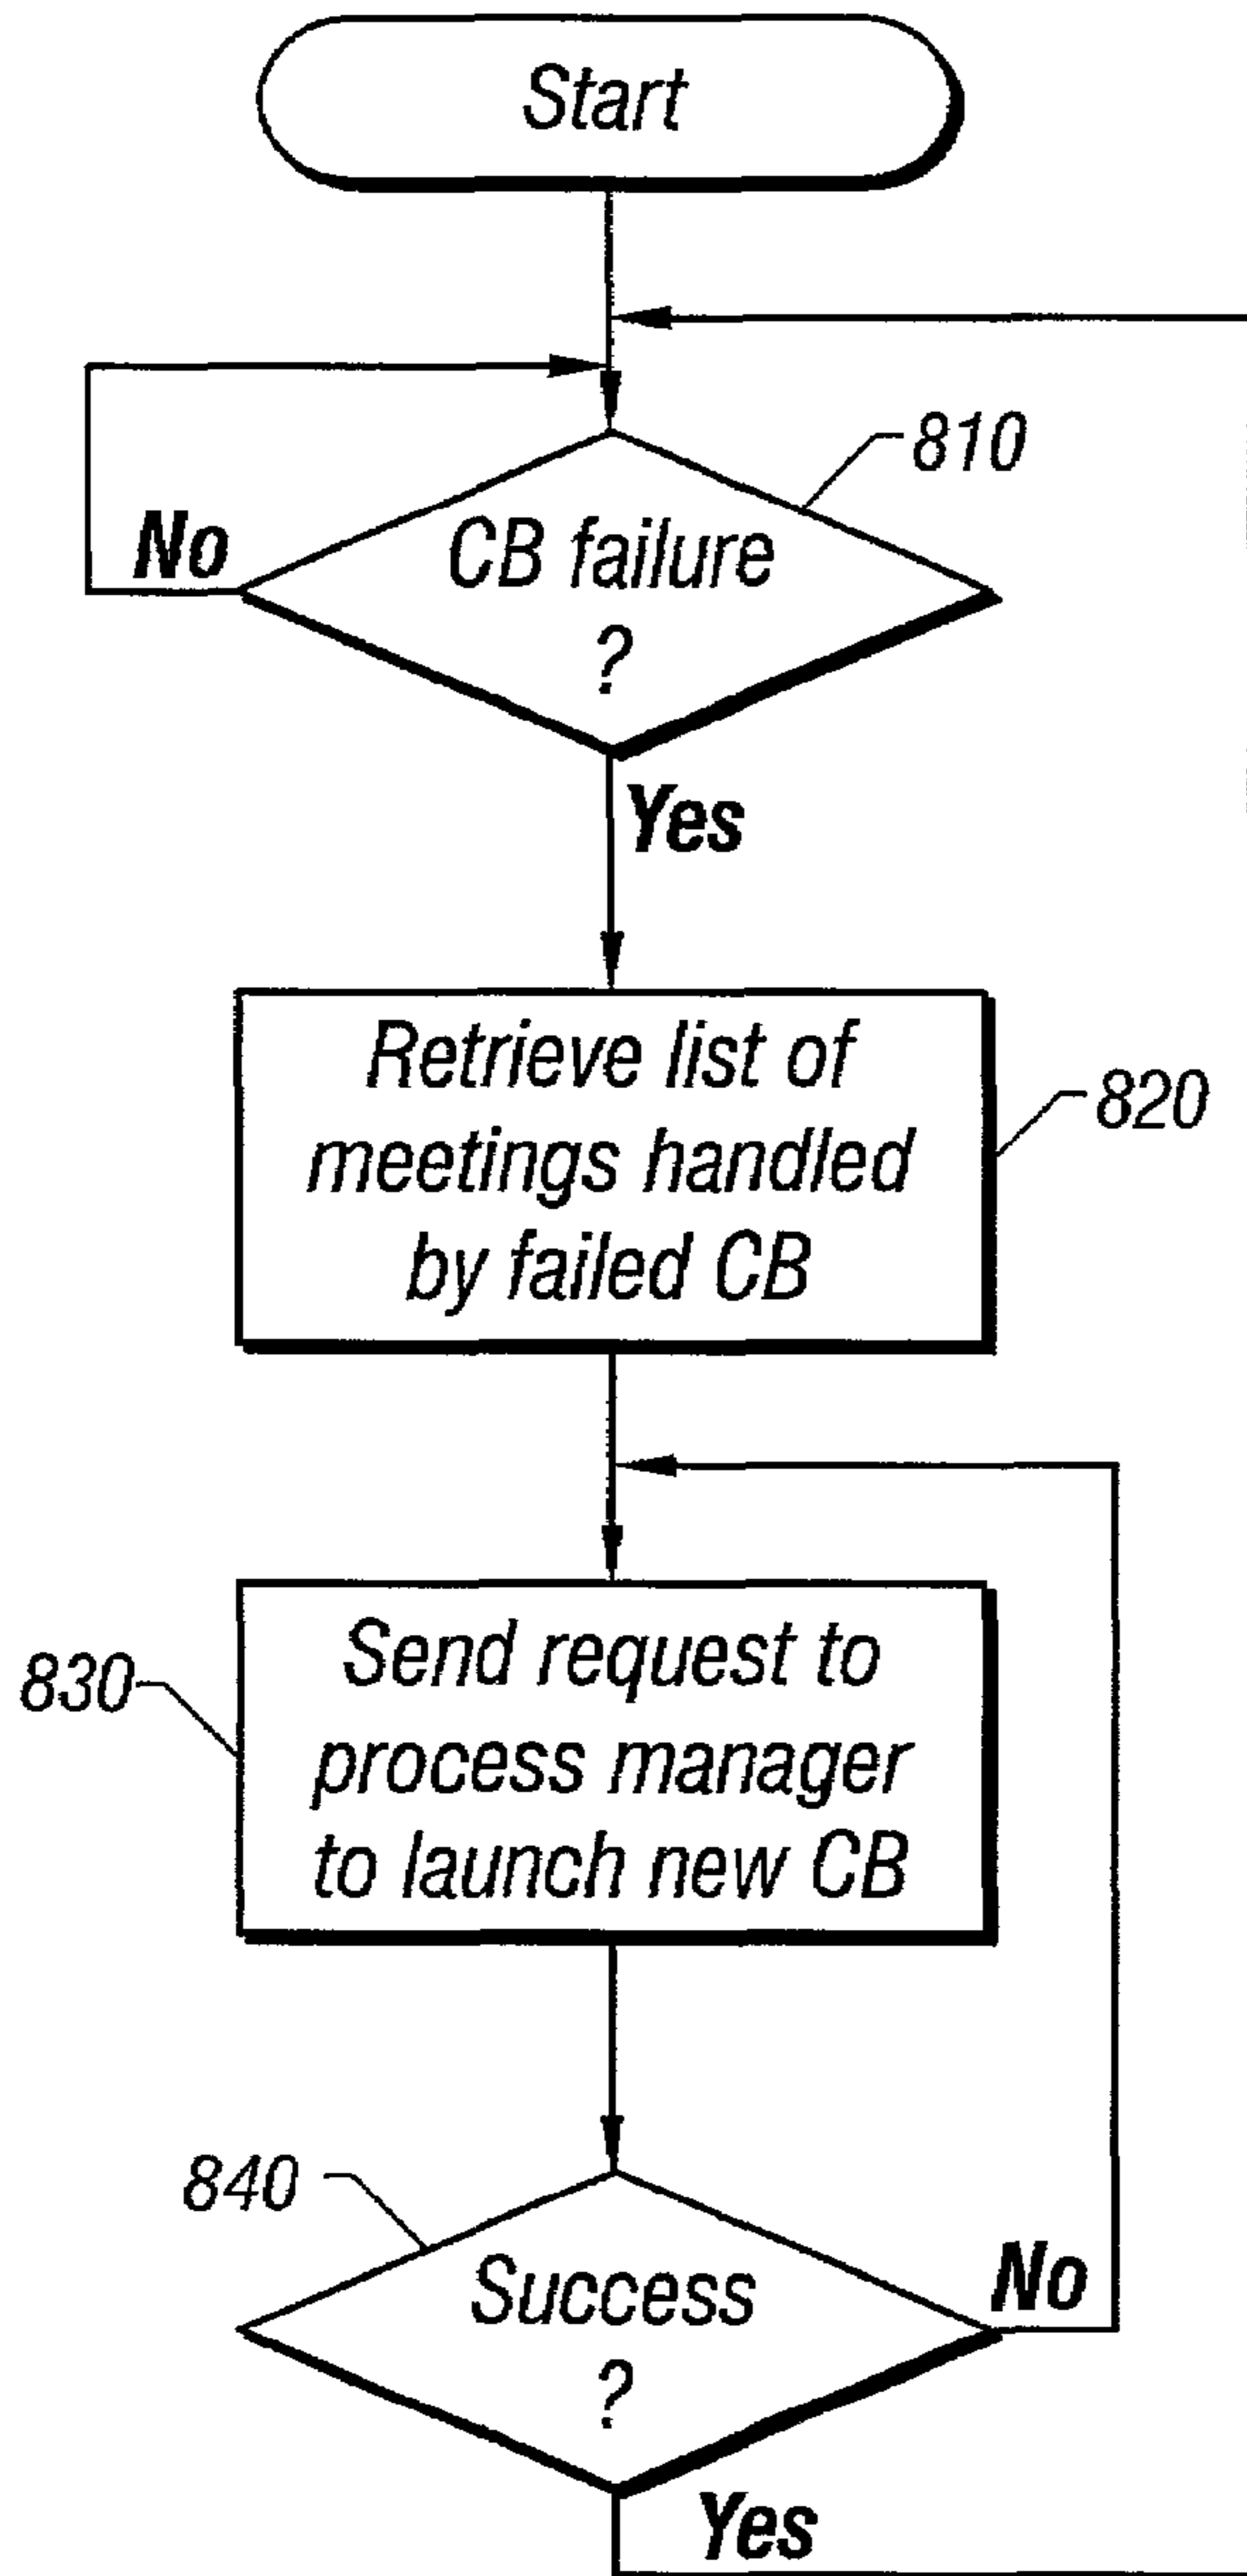 Start
810
No
CB failure
?
Yes
Retrieve list of
meetings handled
by failed CB
820
830
Send request to
process manager
to launch new CB
840
Success
?
No
Yes